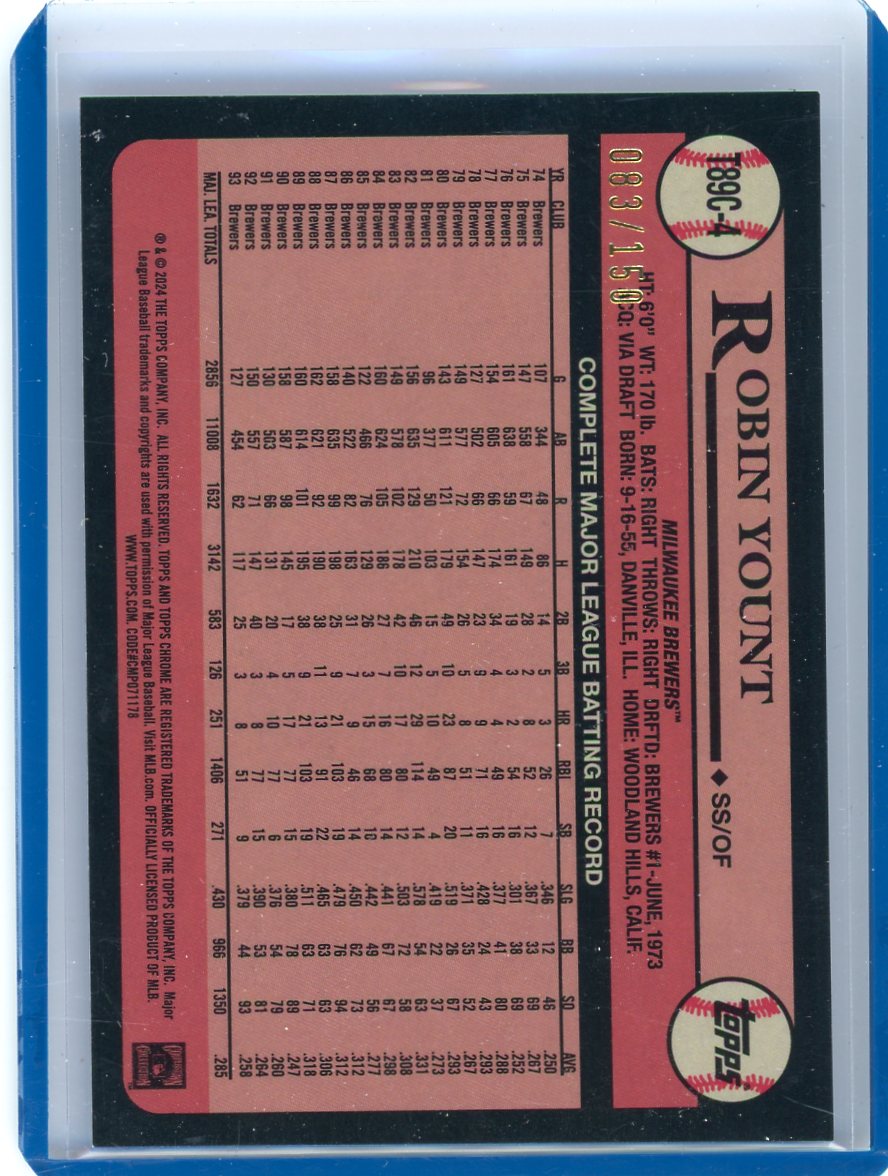 T89C-4
ROBIN YOUNT ♦ SS/OF
topps
MILWAUKEE BREWERS™
HT: 6'0" WT: 170 lb. BATS: RIGHT THROWS: RIGHT DRFTD: BREWERS #1-JUNE, 1973
CQ: VIA DRAFT BORN: 9-16-55, DANVILLE, ILL. HOME: WOODLAND HILLS, CALIF.
083/150
COMPLETE MAJOR LEAGUE BATTING RECORD
YR CLUB G AB R H 2B 3B HR RBI SB SLG BB SO AVG
74 Brewers 107 344 48 86 14 5 3 26 7 .346 12 46 .250
75 Brewers 147 558 67 149 28 2 8 52 12 .367 33 69 .267
76 Brewers 161 638 59 161 19 3 2 54 16 .301 38 69 .252
77 Brewers 154 605 66 174 34 4 4 49 16 .377 41 80 .288
78 Brewers 127 502 66 147 23 9 9 71 16 .428 24 43 .293
79 Brewers 149 577 72 154 26 5 8 51 11 .371 35 52 .267
80 Brewers 143 611 121 179 49 10 23 87 20 .519 26 67 .293
81 Brewers 96 377 50 103 15 5 10 49 4 .419 22 37 .273
82 Brewers 156 635 129 210 46 12 29 114 14 .578 54 63 .331
83 Brewers 149 578 102 178 42 10 17 80 12 .503 72 58 .308
84 Brewers 160 624 105 186 27 7 16 80 14 .441 67 67 .298
85 Brewers 122 466 76 129 26 3 15 68 10 .442 49 56 .277
86 Brewers 140 522 82 163 31 7 9 46 14 .450 62 73 .312
87 Brewers 158 635 99 198 25 9 21 103 19 .479 76 94 .312
88 Brewers 162 621 92 190 38 11 13 91 22 .465 63 63 .306
89 Brewers 160 614 101 195 38 9 21 103 19 .511 63 71 .318
90 Brewers 158 587 98 145 17 5 17 77 15 .380 78 89 .247
91 Brewers 130 503 66 131 20 4 10 77 6 .376 54 79 .260
92 Brewers 150 557 71 147 40 3 8 77 15 .390 53 81 .264
93 Brewers 127 454 62 117 25 3 8 51 9 .379 44 93 .258
MAJ. LEA. TOTALS 2856 11008 1632 3142 583 126 251 1406 271 .430 966 1350 .285
® & © 2024 THE TOPPS COMPANY, INC. ALL RIGHTS RESERVED. TOPPS AND TOPPS CHROME ARE REGISTERED TRADEMARKS OF THE TOPPS COMPANY, INC. Major
League Baseball trademarks and copyrights are used with permission of Major League Baseball. Visit MLB.com. OFFICIALLY LICENSED PRODUCT OF MLB.
WWW.TOPPS.COM. CODE#CMP071178